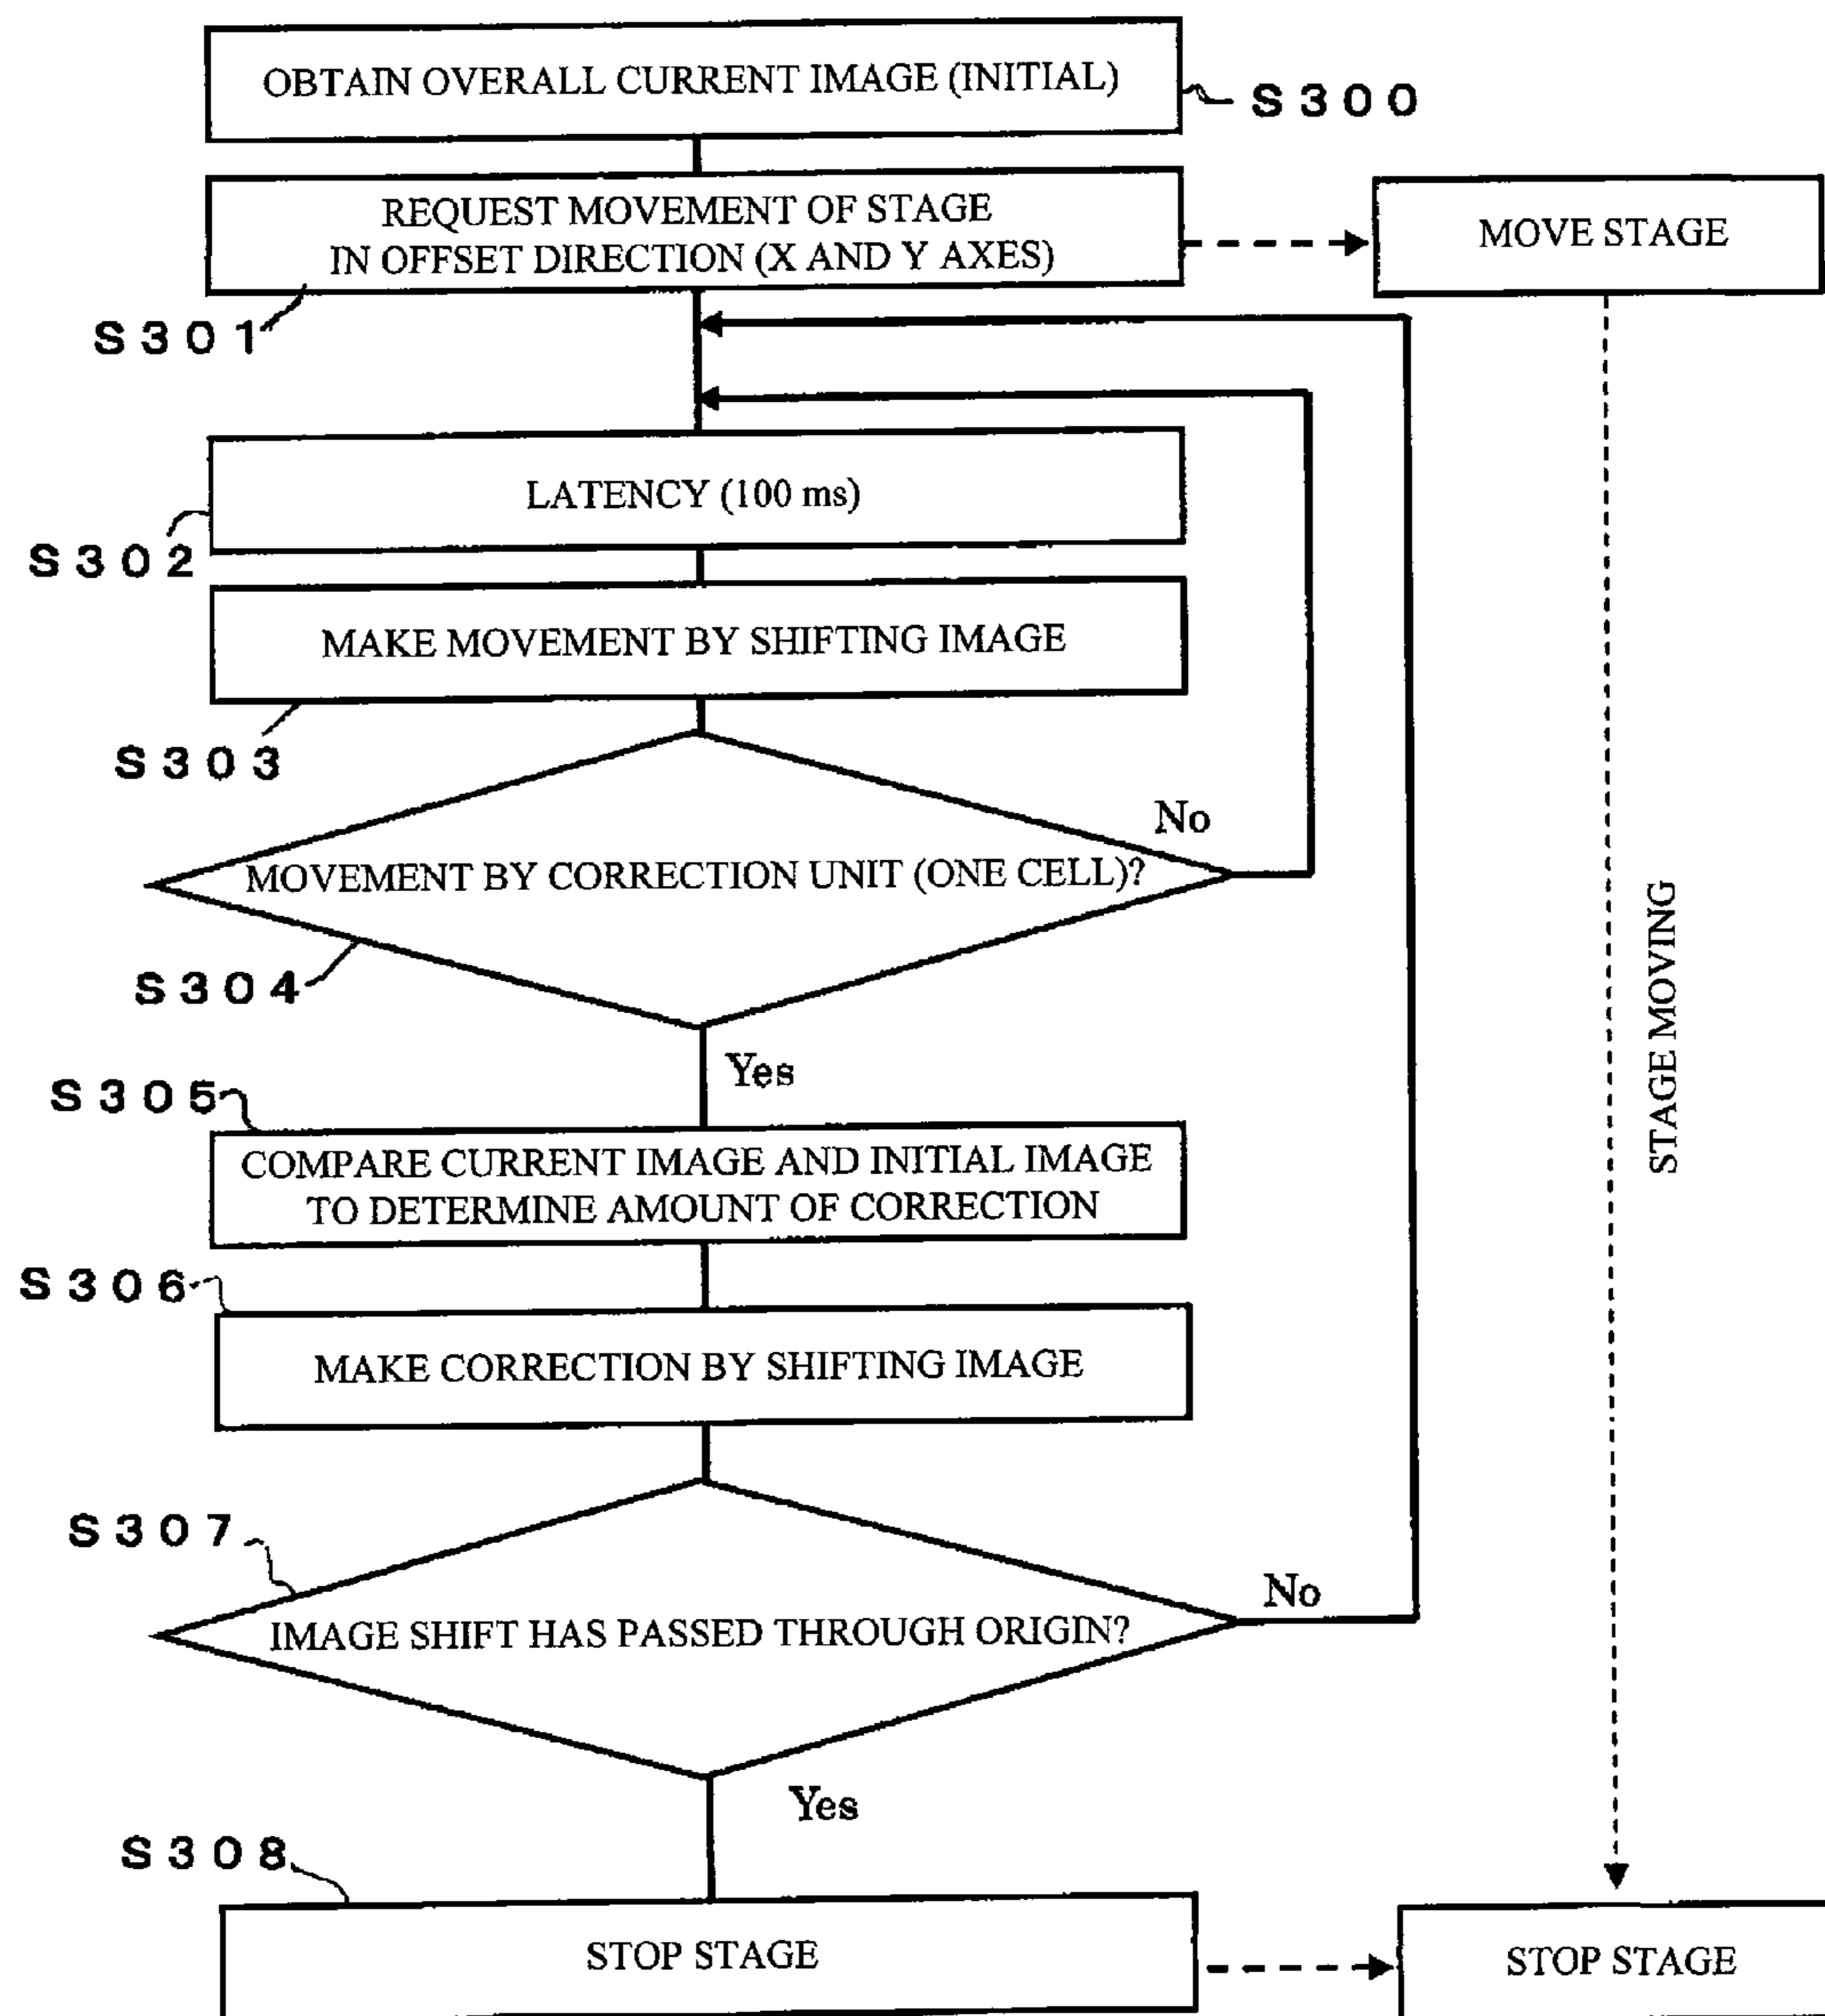 OBTAIN OVERALL CURRENT IMAGE (INITIAL)
S300
REQUEST MOVEMENT OF STAGE
IN OFFSET DIRECTION (X AND Y AXES)
MOVE STAGE
S301
LATENCY (100 ms)
S302
MAKE MOVEMENT BY SHIFTING IMAGE
S303
No
MOVEMENT BY CORRECTION UNIT (ONE CELL)?
S304
Yes
STAGE MOVING
S305
COMPARE CURRENT IMAGE AND INITIAL IMAGE
TO DETERMINE AMOUNT OF CORRECTION
S306
MAKE CORRECTION BY SHIFTING IMAGE
S307
No
IMAGE SHIFT HAS PASSED THROUGH ORIGIN?
Yes
S308
STOP STAGE
STOP STAGE